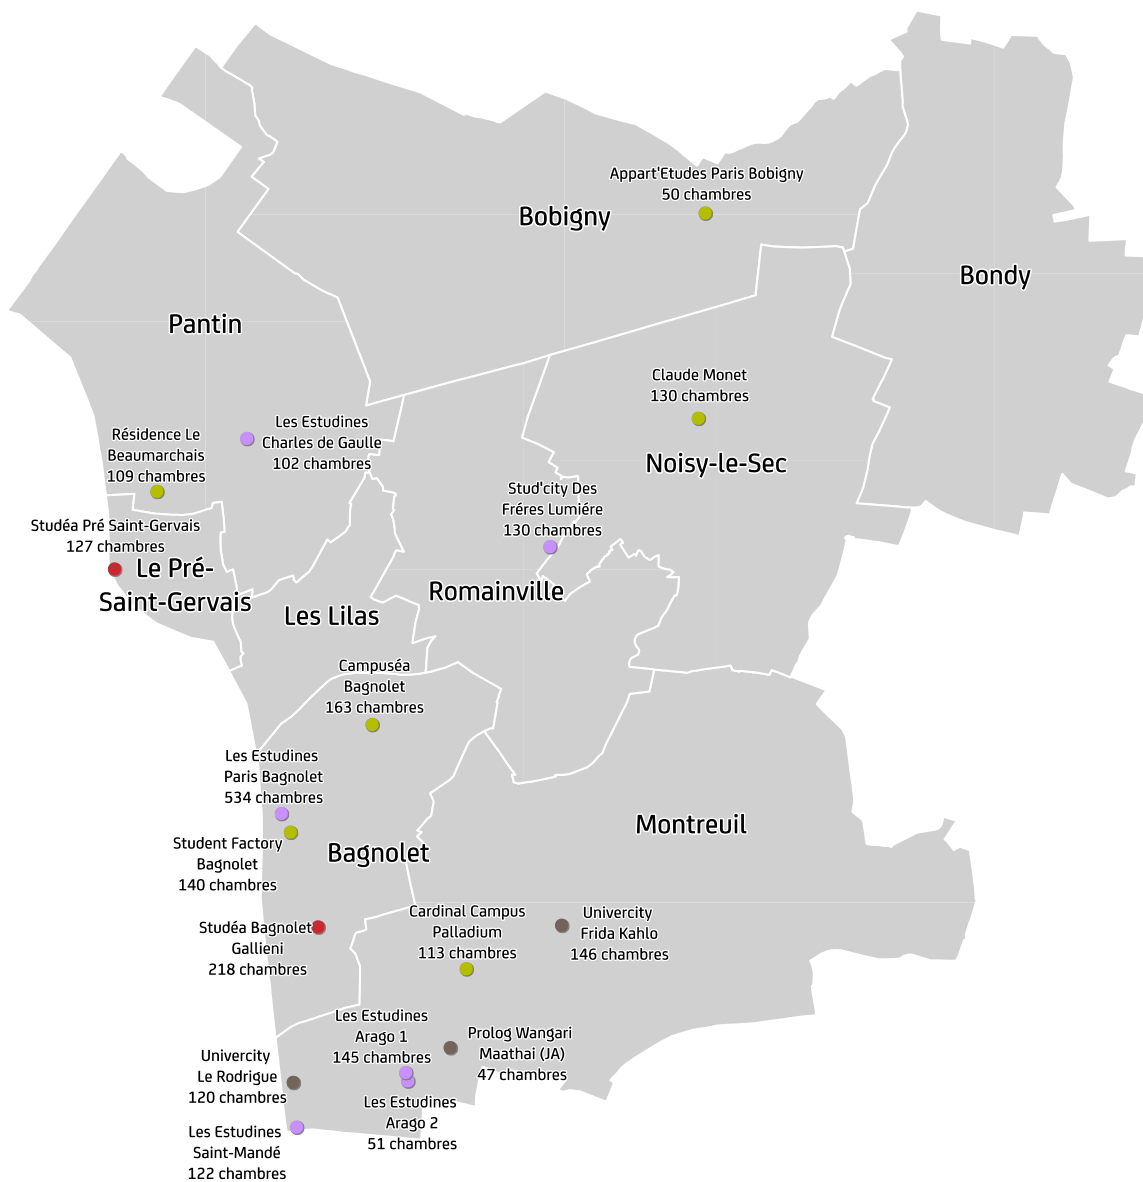 Appart'Etudes Paris Bobigny
50 chambres
Bobigny
Bondy
Pantin
Claude Monet
130 chambres
Noisy-le-Sec
Les Estudines
Charles de Gaulle
102 chambres
Résidence Le
Beaumarchais
109 chambres
Stud'city Des
Fréres Lumiére
130 chambres
Studéa Pré Saint-Gervais
127 chambres
Le Pré-
Saint-Gervais
Romainville
Les Lilas
Campuséa
Bagnolet
163 chambres
Les Estudines
Paris Bagnolet
534 chambres
Montreuil
Student Factory
Bagnolet
140 chambres
Bagnolet
Studéa Bagnolet
Gallieni
218 chambres
Cardinal Campus
Palladium
113 chambres
Univercity
Frida Kahlo
146 chambres
Les Estudines
Arago 1
145 chambres
Prolog Wangari
Maathai (JA)
47 chambres
Univercity
Le Rodrigue
120 chambres
Les Estudines
Arago 2
51 chambres
Les Estudines
Saint-Mandé
122 chambres